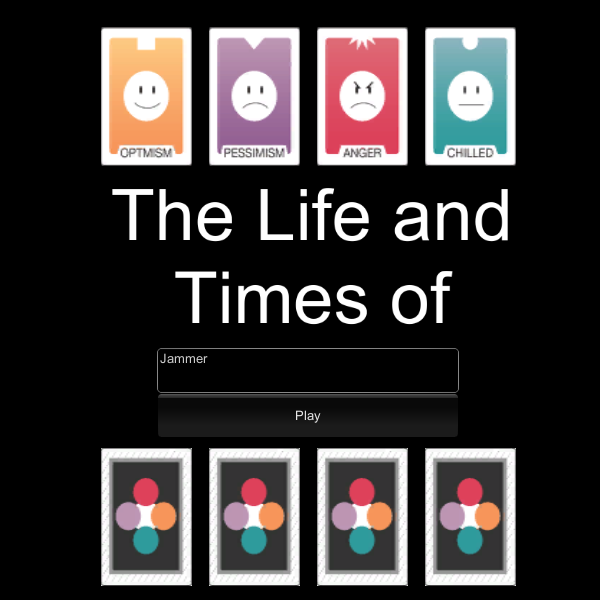 OPTMISM
PESSIMISM
ANGER
CHILLED
The Life and
Times of
Jammer
Play